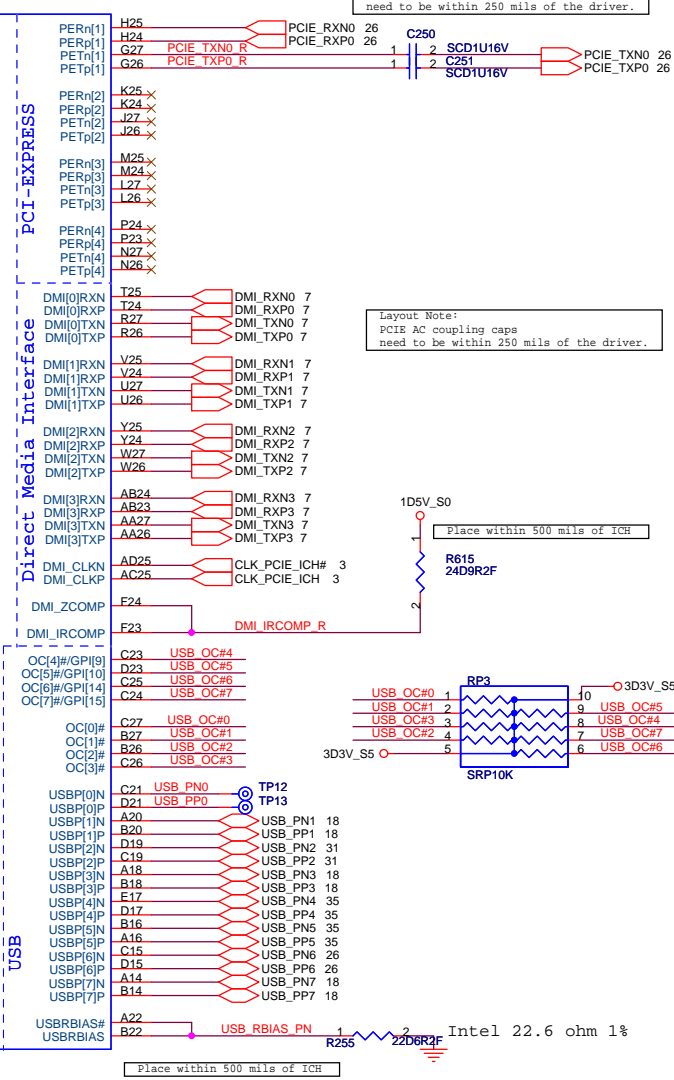 need to be within 250 mils of the driver.
PERn[1] H25 PCIE_RXN0 26
PERp[1] H24 PCIE_RXP0 26
PETn[1] G27 PCIE_TXN0_R 1 C250 2 SCD1U16V PCIE_TXN0 26
PETp[1] G26 PCIE_TXP0_R 1 C251 2 SCD1U16V PCIE_TXP0 26
PERn[2] K25
PERp[2] K24
PETn[2] J27
PETp[2] J26
PERn[3] M25
PERp[3] M24
PETn[3] L27
PETp[3] L26
PERn[4] P24
PERp[4] P23
PETn[4] N27
PETp[4] N26
PCI-EXPRESS
DMI[0]RXN T25 DMI_RXN0 7
DMI[0]RXP T24 DMI_RXP0 7
DMI[0]TXN R27 DMI_TXN0 7
DMI[0]TXP R26 DMI_TXP0 7
Layout Note:
PCIE AC coupling caps
need to be within 250 mils of the driver.
DMI[1]RXN V25 DMI_RXN1 7
DMI[1]RXP V24 DMI_RXP1 7
DMI[1]TXN U27 DMI_TXN1 7
DMI[1]TXP U26 DMI_TXP1 7
DMI[2]RXN Y25 DMI_RXN2 7
DMI[2]RXP Y24 DMI_RXP2 7
DMI[2]TXN W27 DMI_TXN2 7
DMI[2]TXP W26 DMI_TXP2 7
DMI[3]RXN AB24 DMI_RXN3 7
DMI[3]RXP AB23 DMI_RXP3 7
DMI[3]TXN AA27 DMI_TXN3 7
DMI[3]TXP AA26 DMI_TXP3 7
DMI_CLKN AD25 CLK_PCIE_ICH# 3
DMI_CLKP AC25 CLK_PCIE_ICH 3
DMI_ZCOMP F24
DMI_IRCOMP F23 DMI_IRCOMP_R
Direct Media Interface
1D5V_S0
Place within 500 mils of ICH
1
R615
24D9R2F
2
OC[4]#/GPI[9] C23 USB_OC#4
OC[5]#/GPI[10] D23 USB_OC#5
OC[6]#/GPI[14] C25 USB_OC#6
OC[7]#/GPI[15] C24 USB_OC#7
OC[0]# C27 USB_OC#0
OC[1]# B27 USB_OC#1
OC[2]# B26 USB_OC#2
OC[3]# C26 USB_OC#3
RP3
USB_OC#0 1 10 3D3V_S5
USB_OC#1 2 9 USB_OC#5
USB_OC#3 3 8 USB_OC#4
USB_OC#2 4 7 USB_OC#7
3D3V_S5 5 6 USB_OC#6
SRP10K
USBP[0]N C21 USB_PN0 TP12
USBP[0]P D21 USB_PP0 TP13
USBP[1]N A20 USB_PN1 18
USBP[1]P B20 USB_PP1 18
USBP[2]N D19 USB_PN2 31
USBP[2]P C19 USB_PP2 31
USBP[3]N A18 USB_PN3 18
USBP[3]P B18 USB_PP3 18
USBP[4]N E17 USB_PN4 35
USBP[4]P D17 USB_PP4 35
USBP[5]N B16 USB_PN5 35
USBP[5]P A16 USB_PP5 35
USBP[6]N C15 USB_PN6 26
USBP[6]P D15 USB_PP6 26
USBP[7]N A14 USB_PN7 18
USBP[7]P B14 USB_PP7 18
USB
USBRBIAS# A22
USBRBIAS B22 USB_RBIAS_PN 1 R255 2 22D6R2F Intel 22.6 ohm 1%
Place within 500 mils of ICH